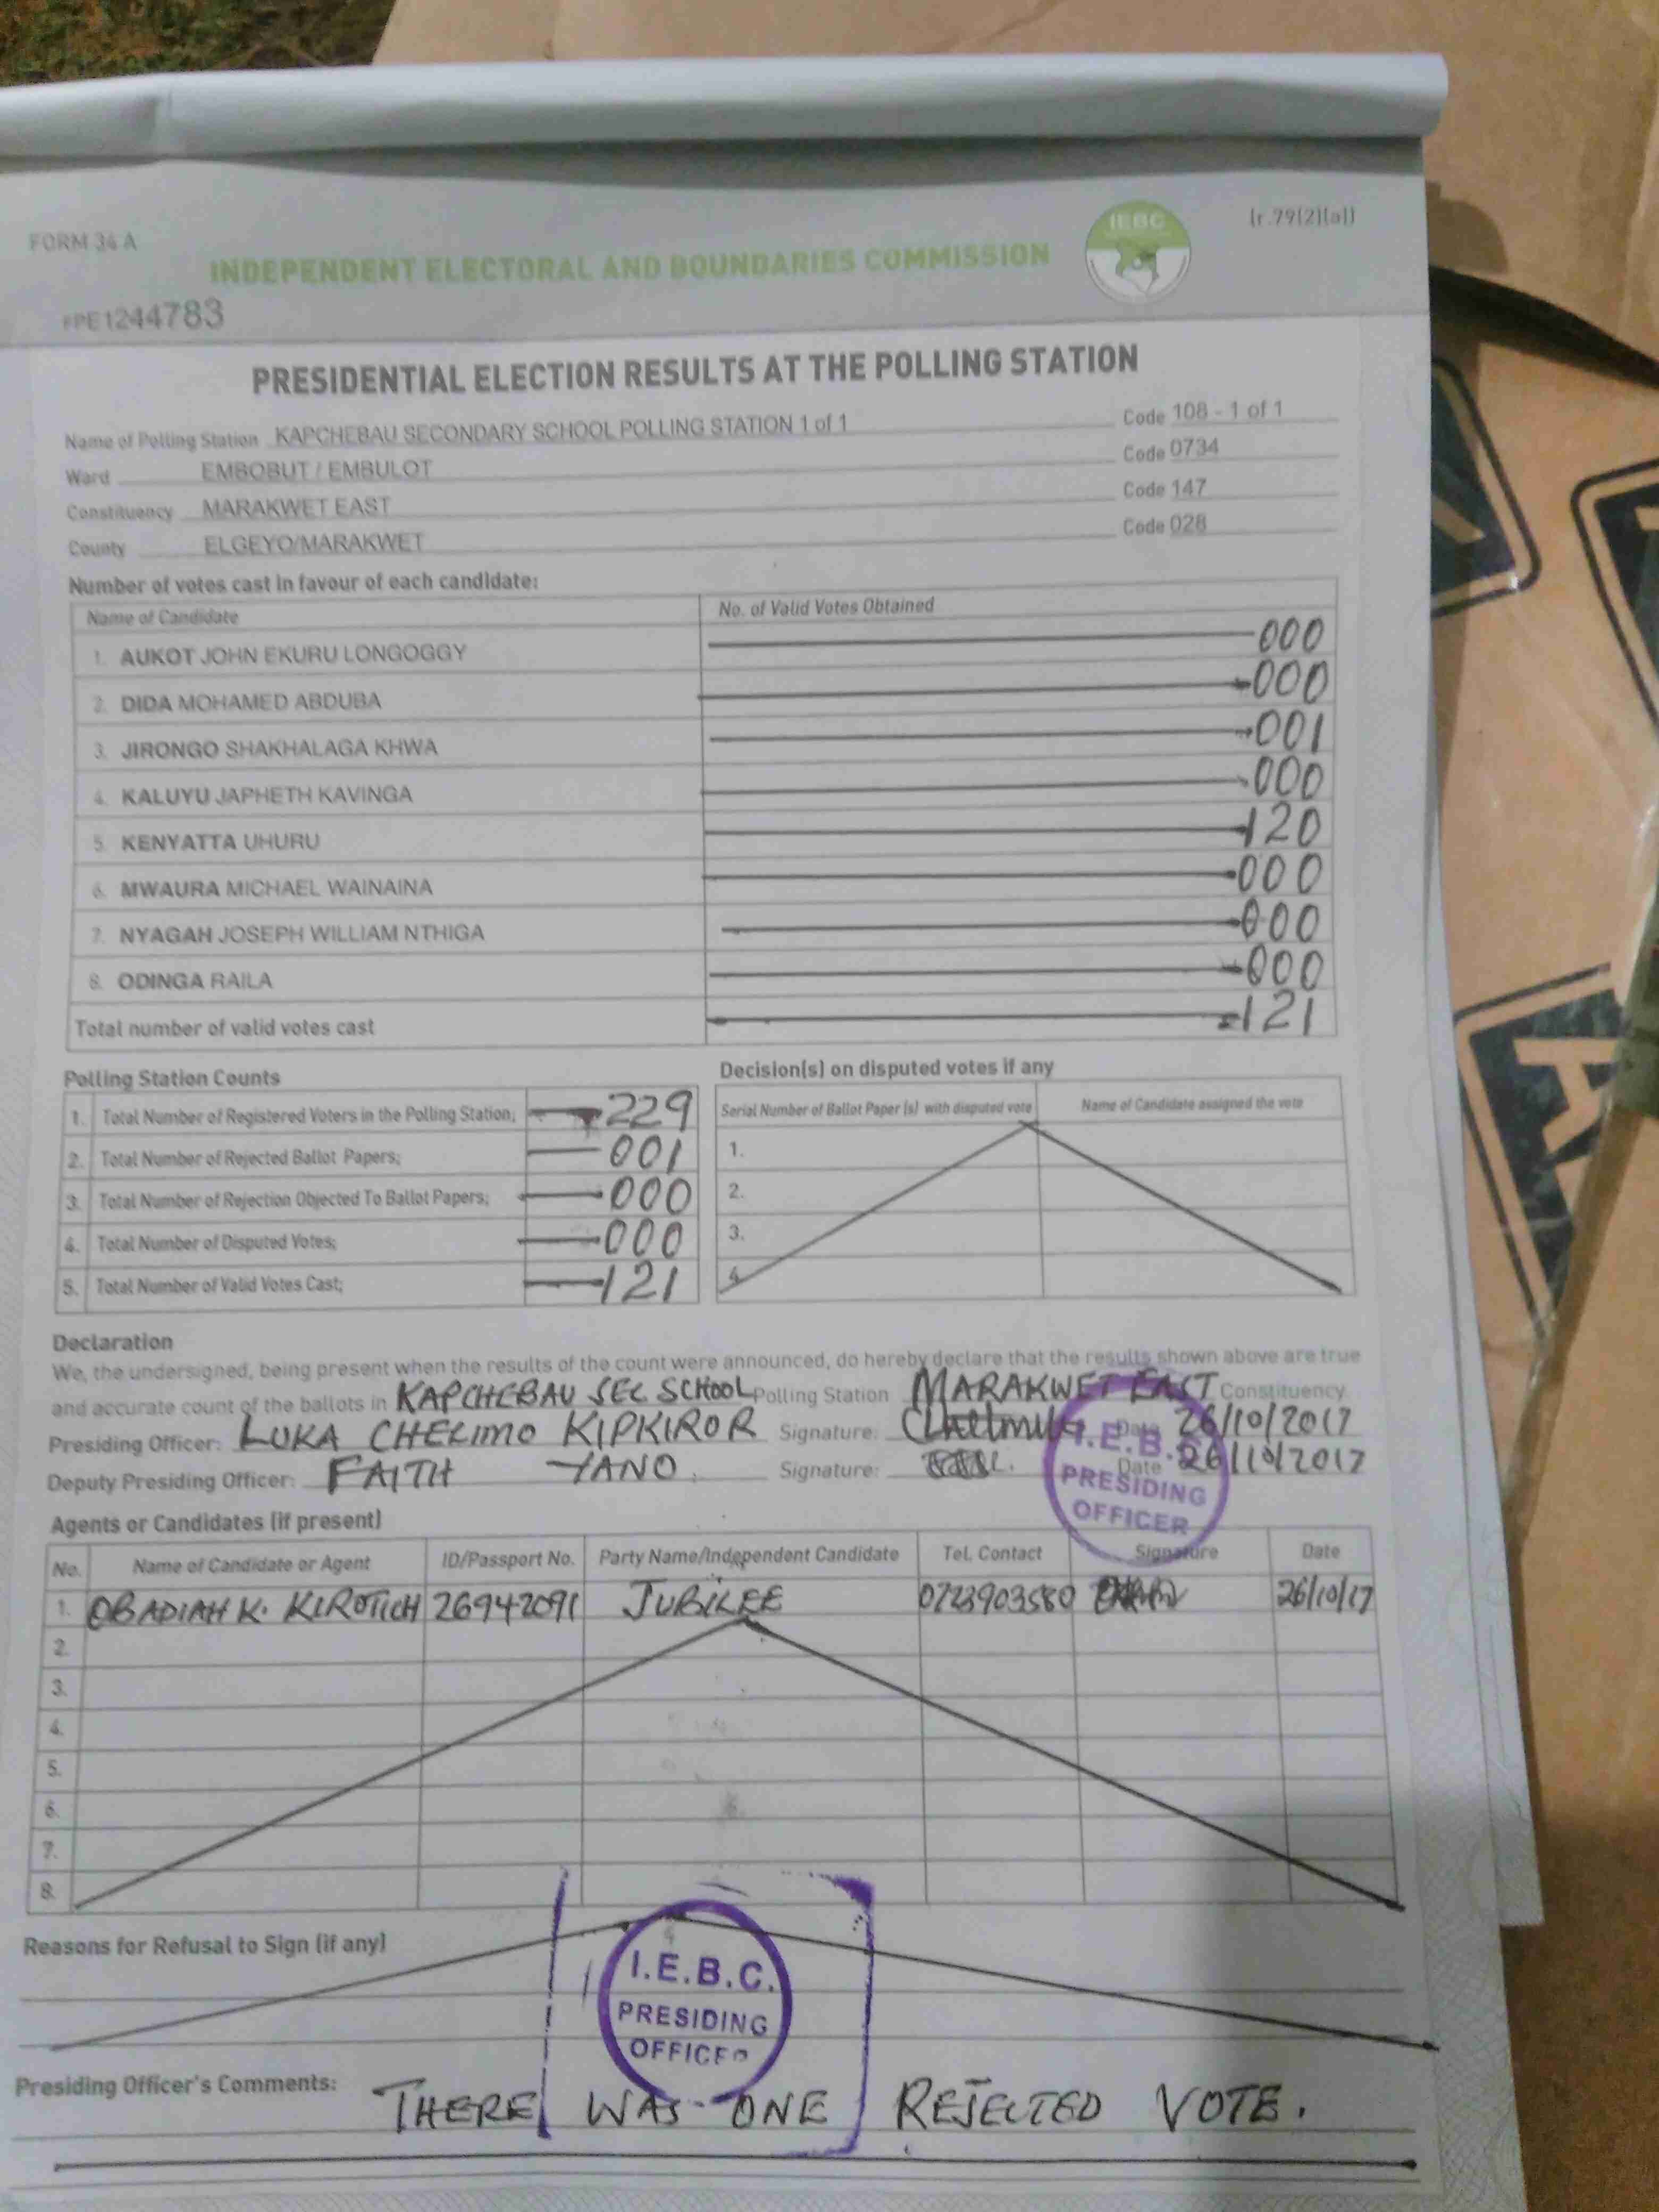 FORM 34 A
(r.79(2)(a))
IEBC
INDEPENDENT ELECTORAL AND BOUNDARIES COMMISSION
FPE1244783
PRESIDENTIAL ELECTION RESULTS AT THE POLLING STATION
Name of Polling Station KAPCHEBAU SECONDARY SCHOOL POLLING STATION 1 of 1 Code 108 - 1 of 1
Ward EMBOBUT / EMBULOT Code 0734
Constituency MARAKWET EAST Code 147
County ELGEYO/MARAKWET Code 028
Number of votes cast in favour of each candidate:
Name of Candidate No. of Valid Votes Obtained
1. AUKOT JOHN EKURU LONGOGGY 000
2. DIDA MOHAMED ABDUBA 000
3. JIRONGO SHAKHALAGA KHWA 001
4. KALUYU JAPHETH KAVINGA 000
5. KENYATTA UHURU 120
6. MWAURA MICHAEL WAINAINA 000
7. NYAGAH JOSEPH WILLIAM NTHIGA 000
8. ODINGA RAILA 000
Total number of valid votes cast 121
Polling Station Counts
1. Total Number of Registered Voters in the Polling Station; 229
2. Total Number of Rejected Ballot Papers; 001
3. Total Number of Rejection Objected To Ballot Papers; 000
4. Total Number of Disputed Votes; 000
5. Total Number of Valid Votes Cast; 121
Decision(s) on disputed votes if any
Serial Number of Ballot Paper (s) with disputed vote Name of Candidate assigned the vote
1.
2.
3.
4.
Declaration
We, the undersigned, being present when the results of the count were announced, do hereby declare that the results shown above are true
and accurate count of the ballots in KAPCHEBAU SEC. SCHOOL Polling Station MARAKWET EAST Constituency
Presiding Officer: LUKA CHELIMO KIPKIROR Signature: Date 26/10/2017
Deputy Presiding Officer: FAITH YANO Signature: Date 26/10/2017
I.E.B.C.
PRESIDING
OFFICER
Agents or Candidates (if present)
No. Name of Candidate or Agent ID/Passport No. Party Name/Independent Candidate Tel. Contact Signature Date
1. OBADIAH K. KIROTICH 26942091 JUBILEE 0723903580 26/10/17
2.
3.
4.
5.
6.
7.
8.
Reasons for Refusal to Sign (if any)
I.E.B.C.
PRESIDING
OFFICER
Presiding Officer's Comments: THERE WAS ONE REJECTED VOTE.